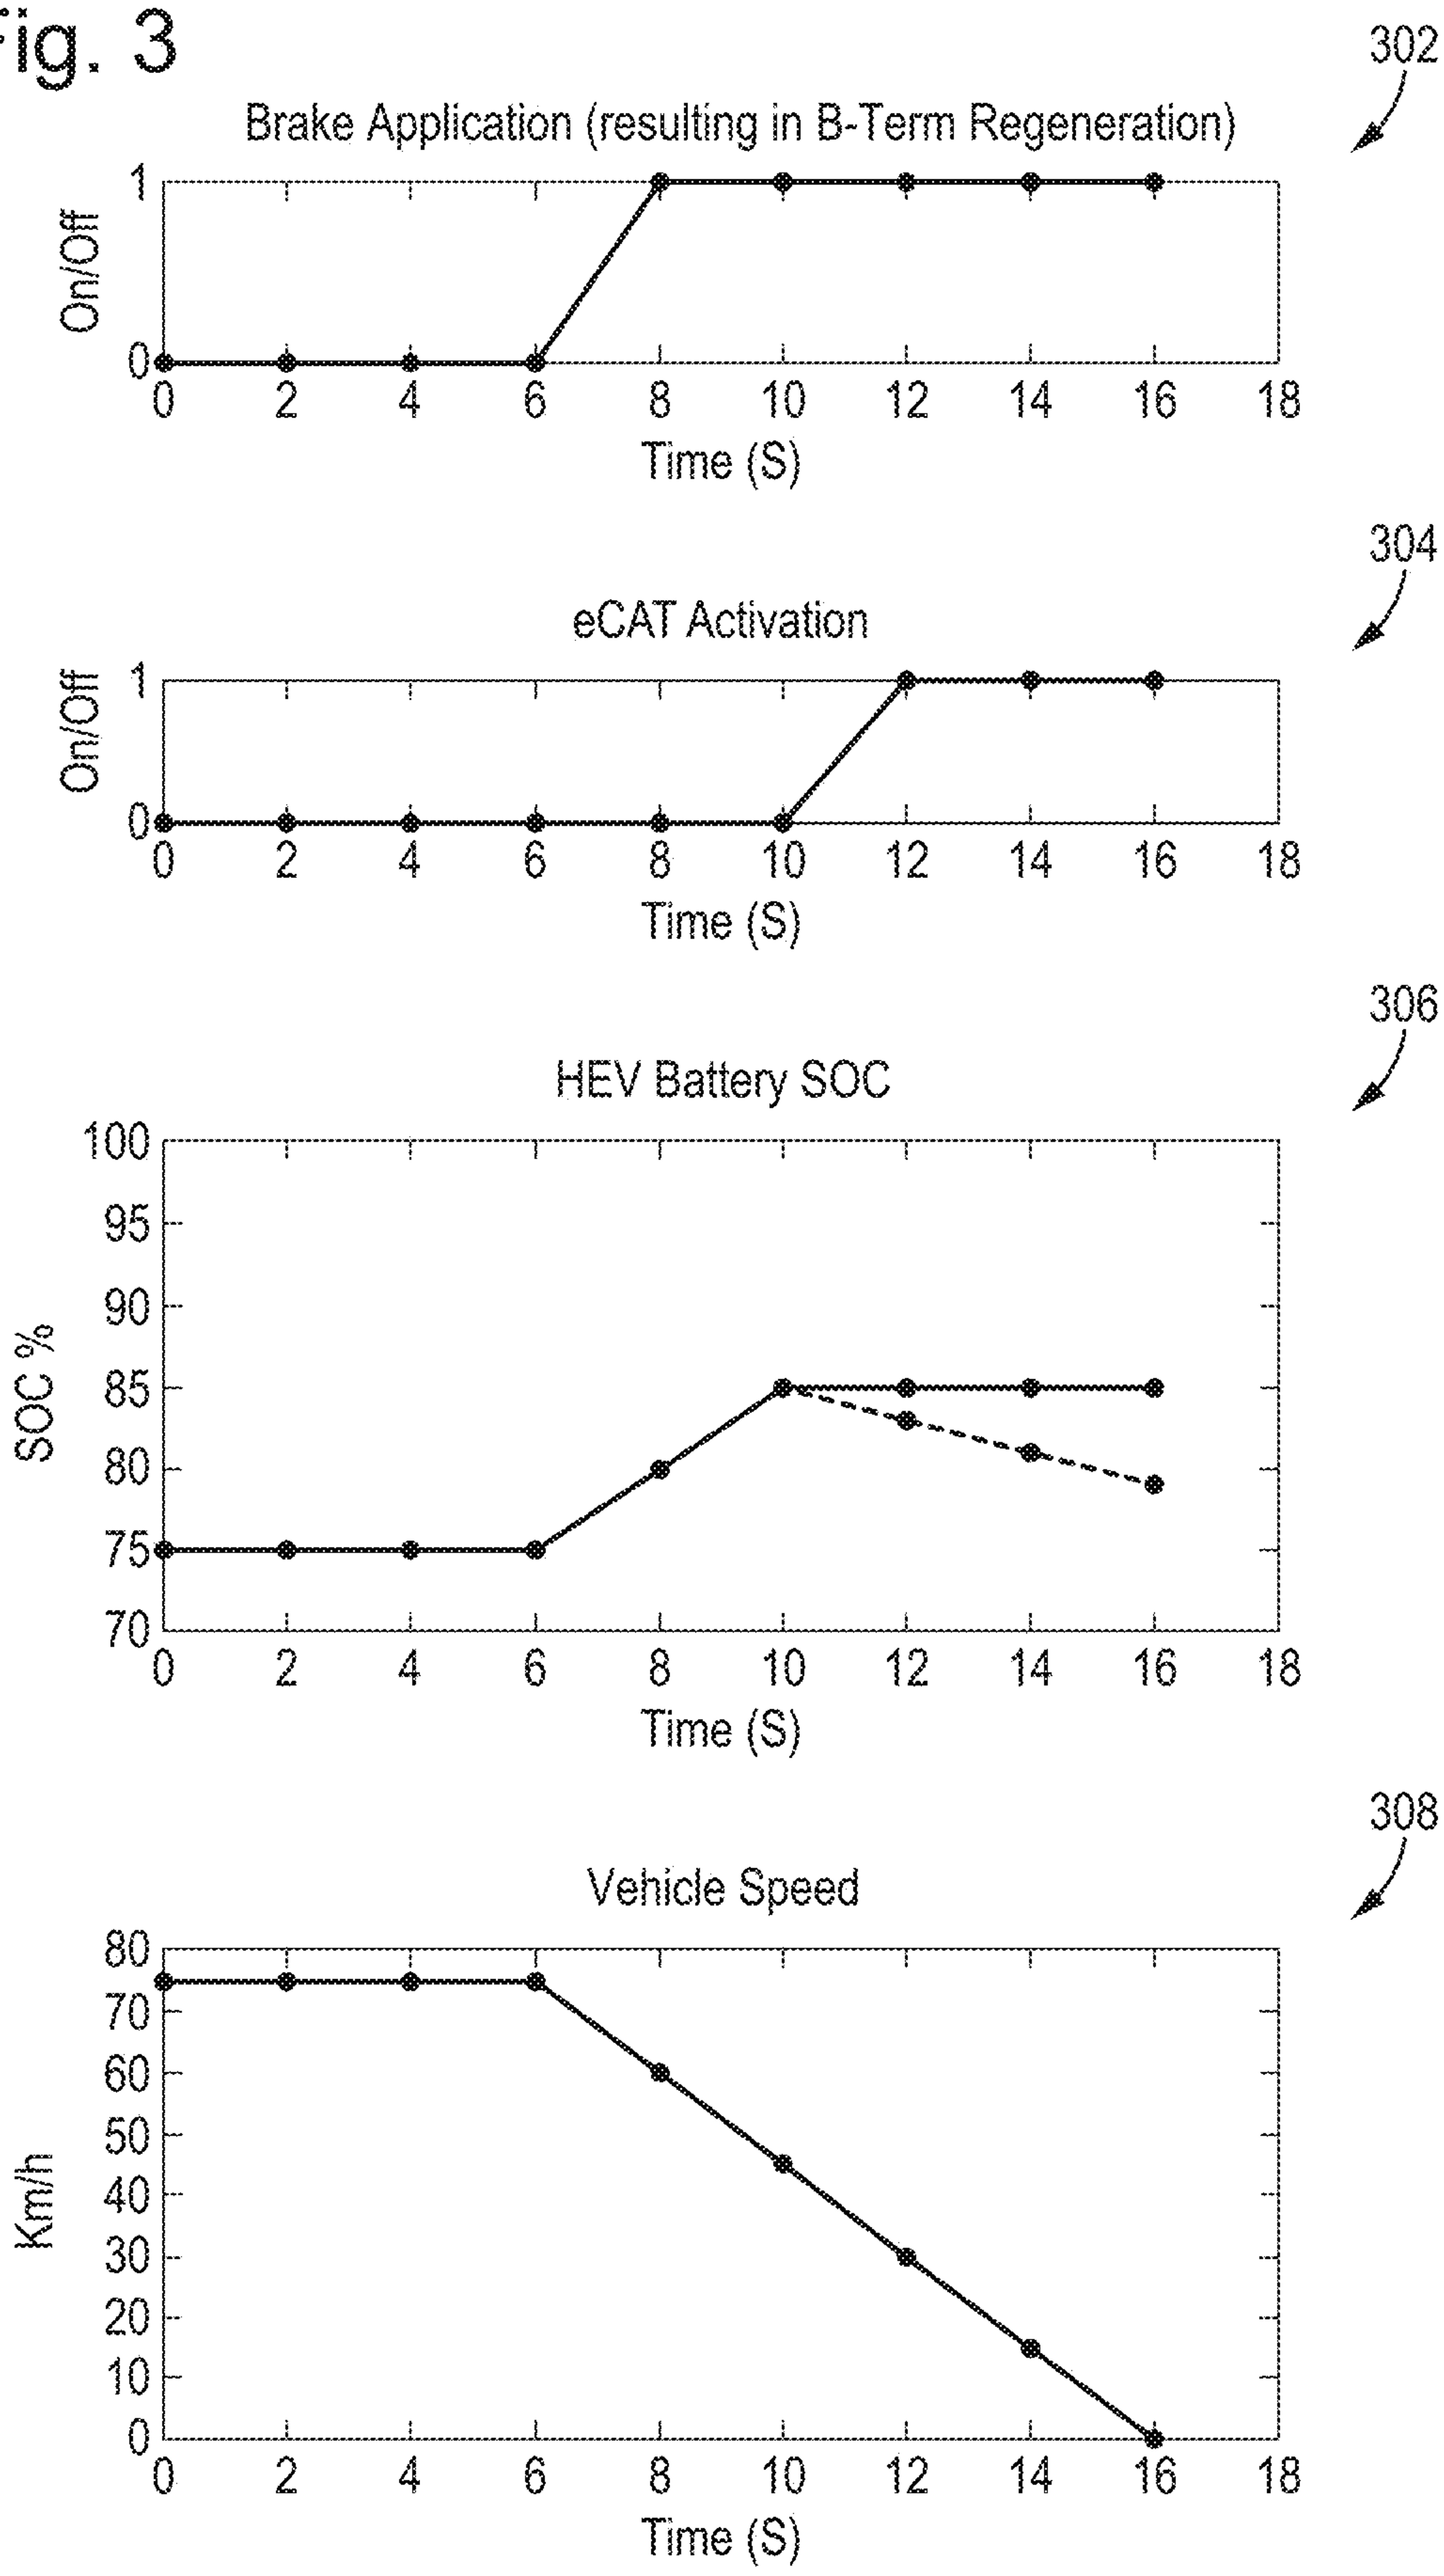 Fig. 3
302
Brake Application (resulting in B-Term Regeneration)
On/Off
1
0
0 2 4 6 8 10 12 14 16 18
Time (S)
304
eCAT Activation
On/Off
1
0
0 2 4 6 8 10 12 14 16 18
Time (S)
306
HEV Battery SOC
SOC %
100
95
90
85
80
75
70
0 2 4 6 8 10 12 14 16 18
Time (S)
308
Vehicle Speed
Km/h
80
70
60
50
40
30
20
10
0
0 2 4 6 8 10 12 14 16 18
Time (S)